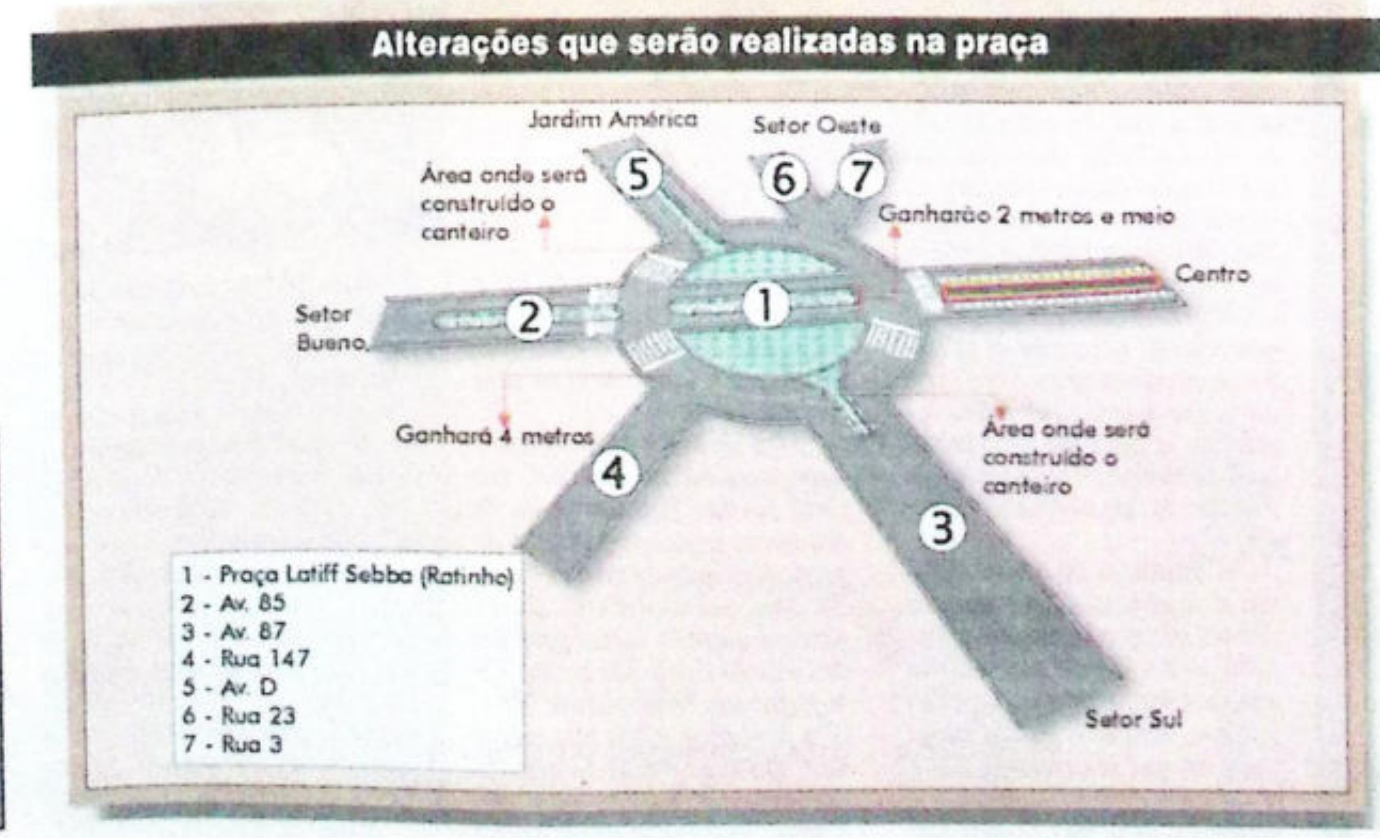 Alterações que serão realizadas na praça
Jardim América
Setor Oeste
Área onde será
construído o
canteiro
5
6
7
Ganharão 2 metros e meio
Centro
Setor
Bueno
2
1
Ganhará 4 metros
4
Área onde será
construído o
canteiro
3
Setor Sul
1 - Praça Latiff Sebba (Ratinho)
2 - Av. 85
3 - Av. 87
4 - Rua 147
5 - Av. D
6 - Rua 23
7 - Rua 3